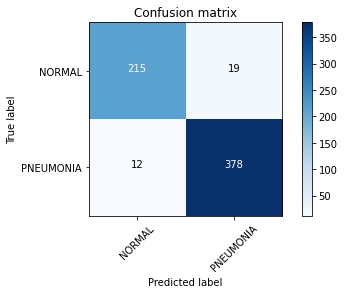 Confusion matrix
True label
NORMAL
PNEUMONIA
215
19
12
378
NORMAL
PNEUMONIA
Predicted label
350
300
250
200
150
100
50